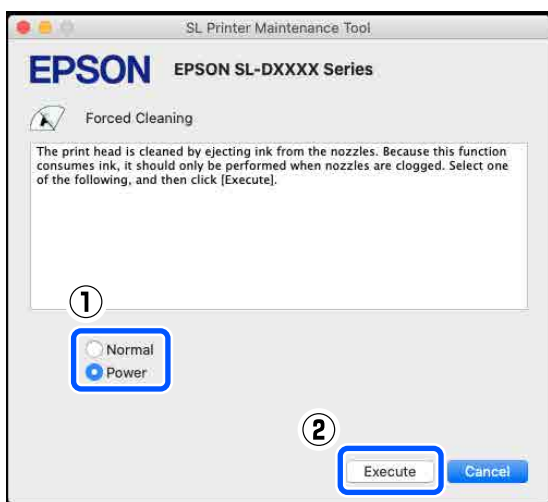 SL Printer Maintenance Tool
EPSON EPSON SL-DXXXX Series
Forced Cleaning
The print head is cleaned by ejecting ink from the nozzles. Because this function
consumes ink, it should only be performed when nozzles are clogged. Select one
of the following, and then click [Execute].
①
Normal
Power
②
Execute Cancel